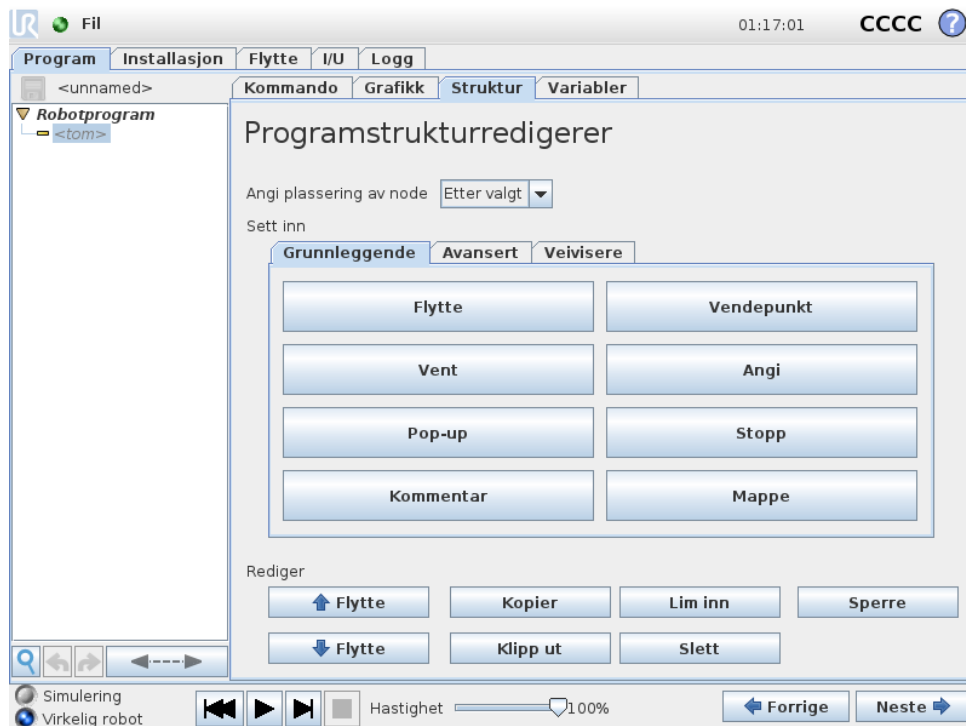 UR Fil 01:17:01 CCCC ?
Program Installasjon Flytte I/U Logg
<unnamed>
Kommando Grafikk Struktur Variabler
Robotprogram
<tom>
Programstrukturredigerer
Angi plassering av node Etter valgt
Sett inn
Grunnleggende Avansert Veivisere
Flytte Vendepunkt
Vent Angi
Pop-up Stopp
Kommentar Mappe
Rediger
Flytte Kopier Lim inn Sperre
Flytte Klipp ut Slett
Simulering
Virkelig robot
Hastighet 100%
Forrige Neste